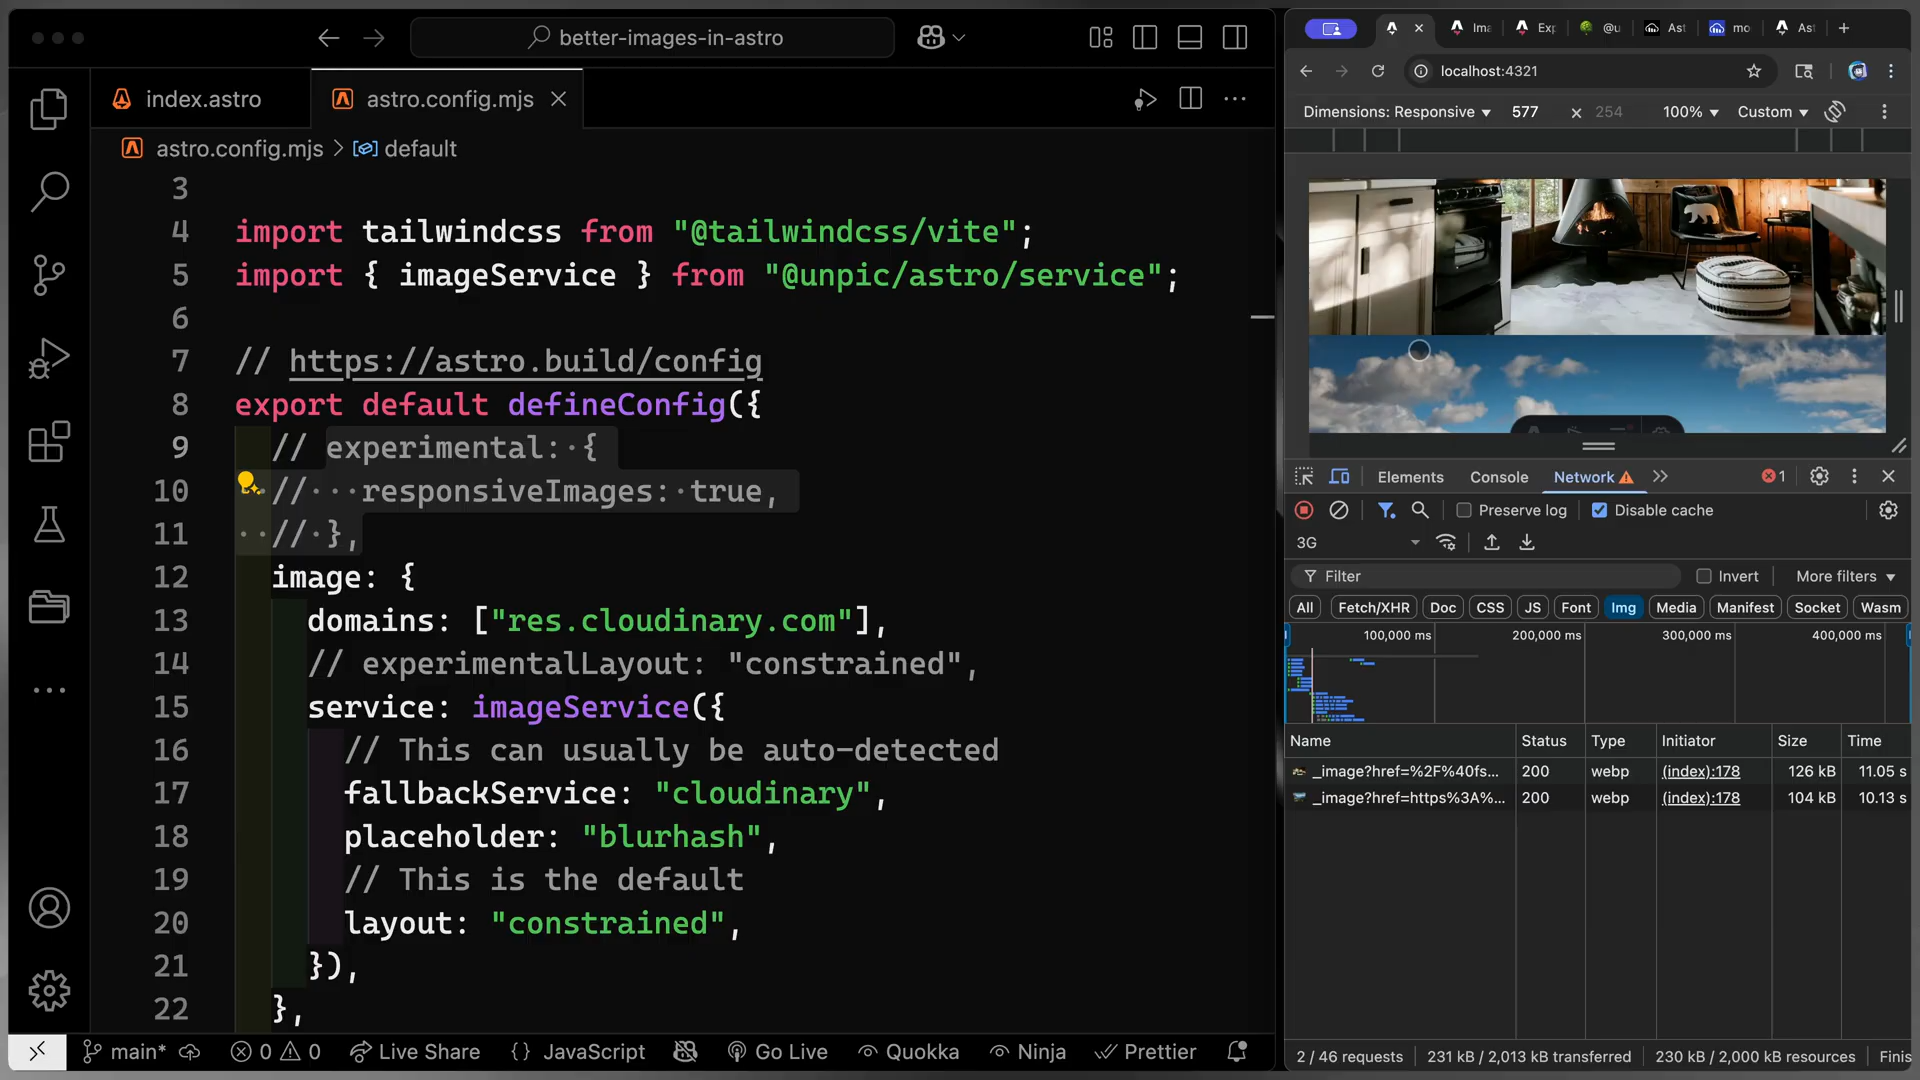 better-images-in-astro
index.astro
astro.config.mjs
astro.config.mjs > default
3
4 import tailwindcss from "@tailwindcss/vite";
5 import { imageService } from "@unpic/astro/service";
6
7 // https://astro.build/config
8 export default defineConfig({
9 // experimental: {
10 // responsiveImages: true,
11 // },
12 image: {
13 domains: ["res.cloudinary.com"],
14 // experimentalLayout: "constrained",
15 service: imageService({
16 // This can usually be auto-detected
17 fallbackService: "cloudinary",
18 placeholder: "blurhash",
19 // This is the default
20 layout: "constrained",
21 }),
22 },
main* 0 0 Live Share {} JavaScript Go Live Quokka Ninja Prettier
Ima Exp @u Ast mo Ast
localhost:4321
Dimensions: Responsive 577 × 254 100% Custom
Elements Console Network 1
Preserve log Disable cache
3G
Filter Invert More filters
All Fetch/XHR Doc CSS JS Font Img Media Manifest Socket Wasm
100,000 ms 200,000 ms 300,000 ms 400,000 ms
Name Status Type Initiator Size Time
_image?href=%2F%40fs... 200 webp (index):178 126 kB 11.05 s
_image?href=https%3A%... 200 webp (index):178 104 kB 10.13 s
2 / 46 requests 231 kB / 2,013 kB transferred 230 kB / 2,000 kB resources Finis